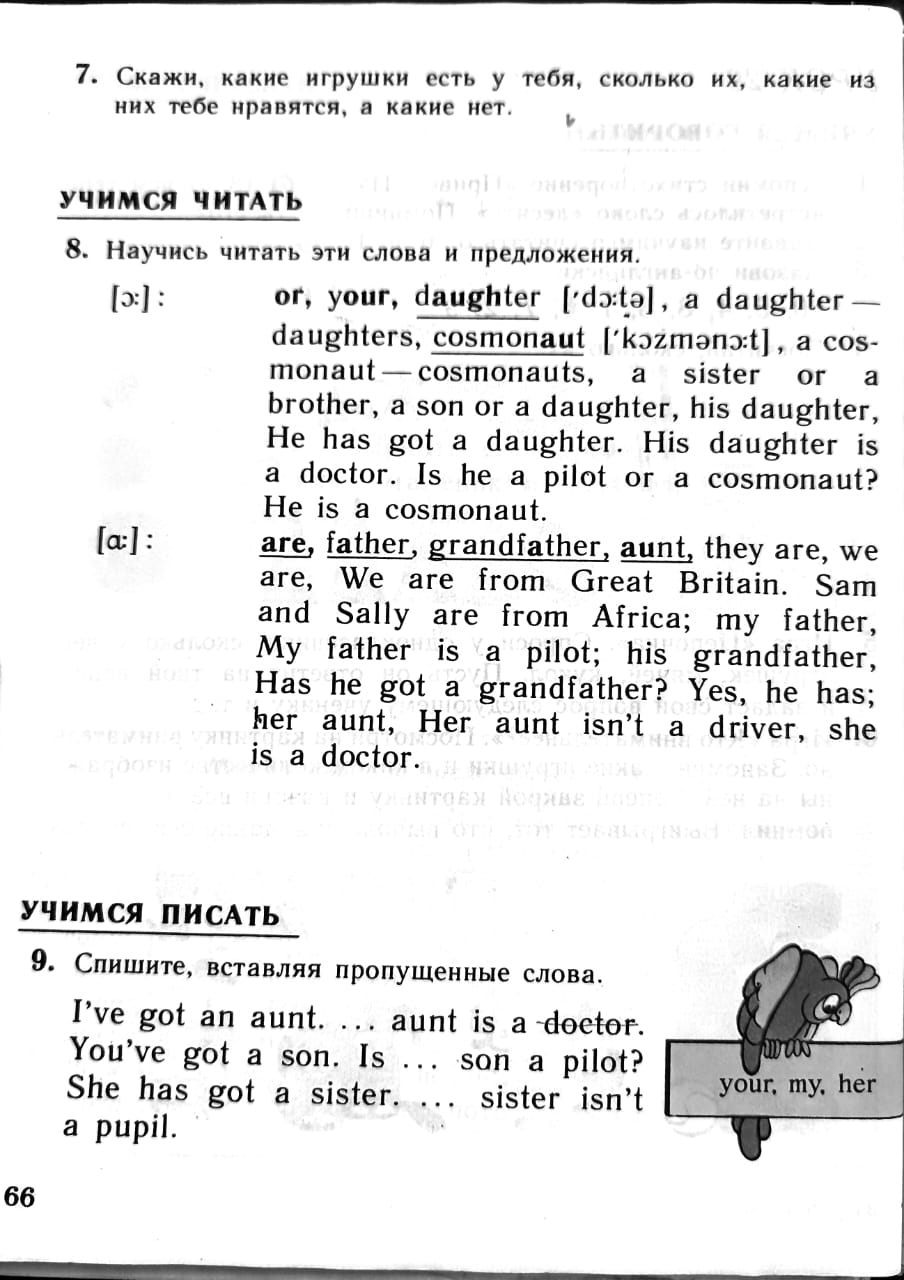 7. Скажи, какие игрушки есть у тебя, сколько их, какие из
них тебе нравятся, а какие нет.
УЧИМСЯ ЧИТАТЬ
8. Научись читать эти слова и предложения.
[ɔ:]: or, your, daughter ['dɔ:tə], a daughter —
daughters, cosmonaut ['kɔzmənɔ:t], a cos-
monaut — cosmonauts, a sister or a
brother, a son or a daughter, his daughter,
He has got a daughter. His daughter is
a doctor. Is he a pilot or a cosmonaut?
He is a cosmonaut.
[ɑ:]: are, father, grandfather, aunt, they are, we
are, We are from Great Britain. Sam
and Sally are from Africa; my father,
My father is a pilot; his grandfather,
Has he got a grandfather? Yes, he has;
her aunt, Her aunt isn't a driver, she
is a doctor.
УЧИМСЯ ПИСАТЬ
9. Спишите, вставляя пропущенные слова.
I've got an aunt. ... aunt is a doctor.
You've got a son. Is ... son a pilot?
She has got a sister. ... sister isn't
a pupil.
your, my, her
66